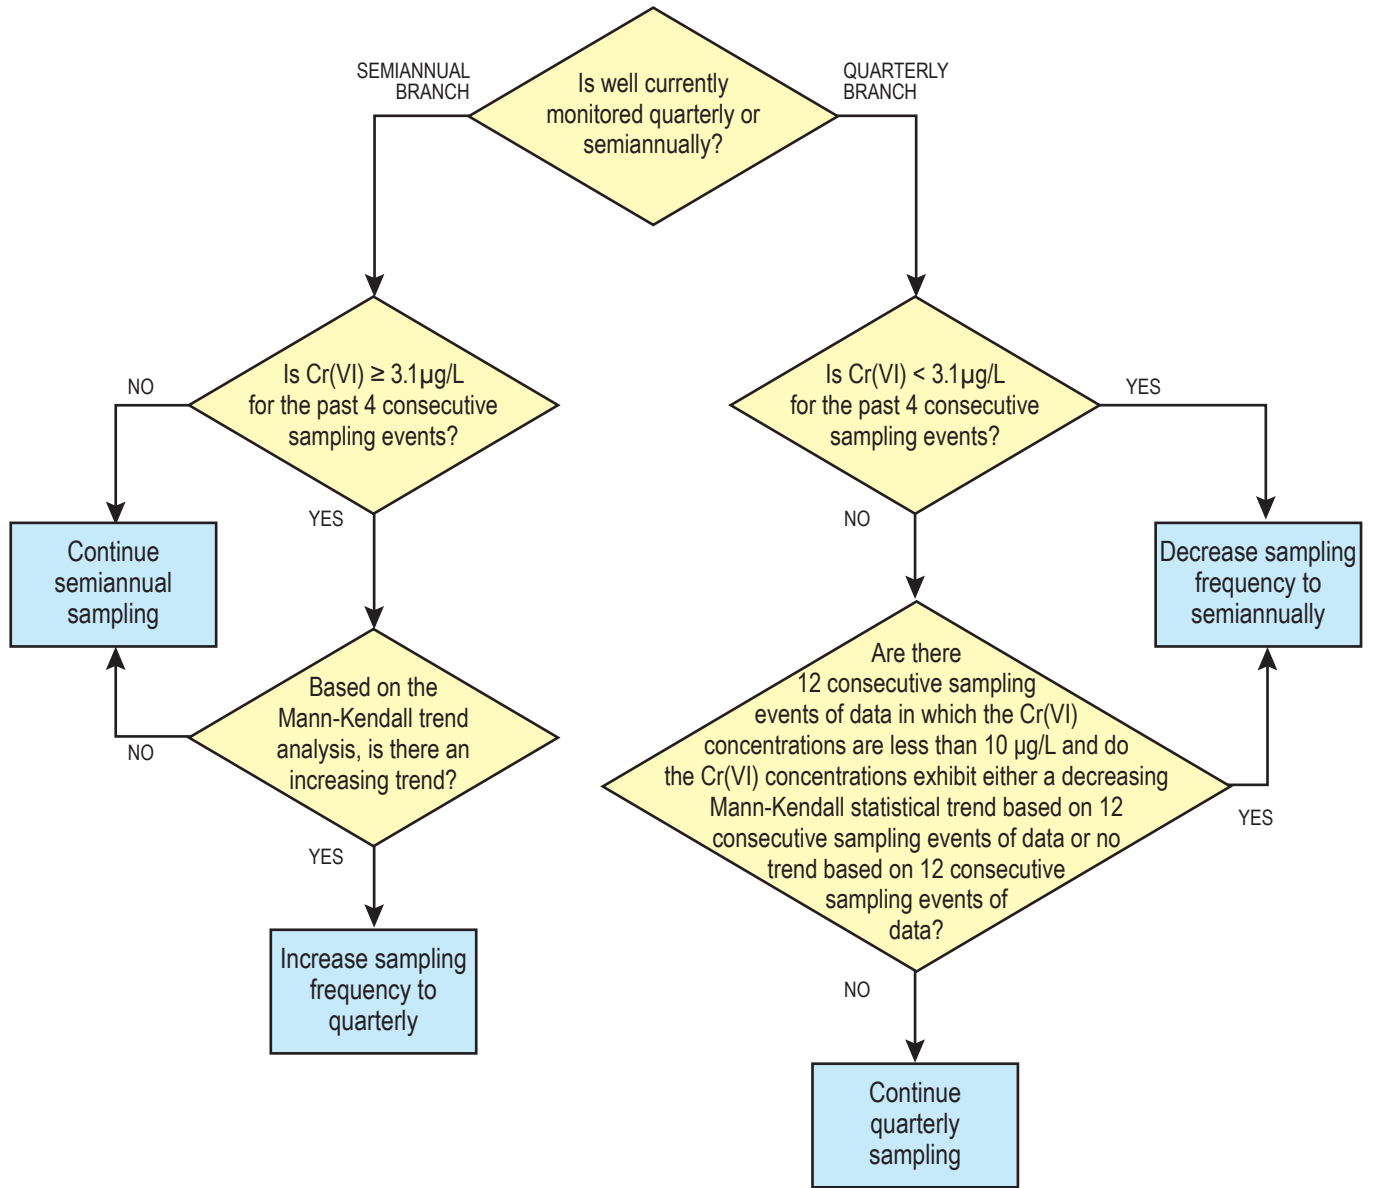 SEMIANNUAL
BRANCH
Is well currently
monitored quarterly or
semiannually?
QUARTERLY
BRANCH
NO
Is Cr(VI) ≥ 3.1µg/L
for the past 4 consecutive
sampling events?
YES
Is Cr(VI) < 3.1µg/L
for the past 4 consecutive
sampling events?
YES
NO
Continue
semiannual
sampling
Decrease sampling
frequency to
semiannually
Based on the
Mann-Kendall trend
analysis, is there an
increasing trend?
NO
YES
Are there
12 consecutive sampling
events of data in which the Cr(VI)
concentrations are less than 10 µg/L and do
the Cr(VI) concentrations exhibit either a decreasing
Mann-Kendall statistical trend based on 12
consecutive sampling events of data or no
trend based on 12 consecutive
sampling events of
data?
YES
NO
Increase sampling
frequency to
quarterly
Continue
quarterly
sampling